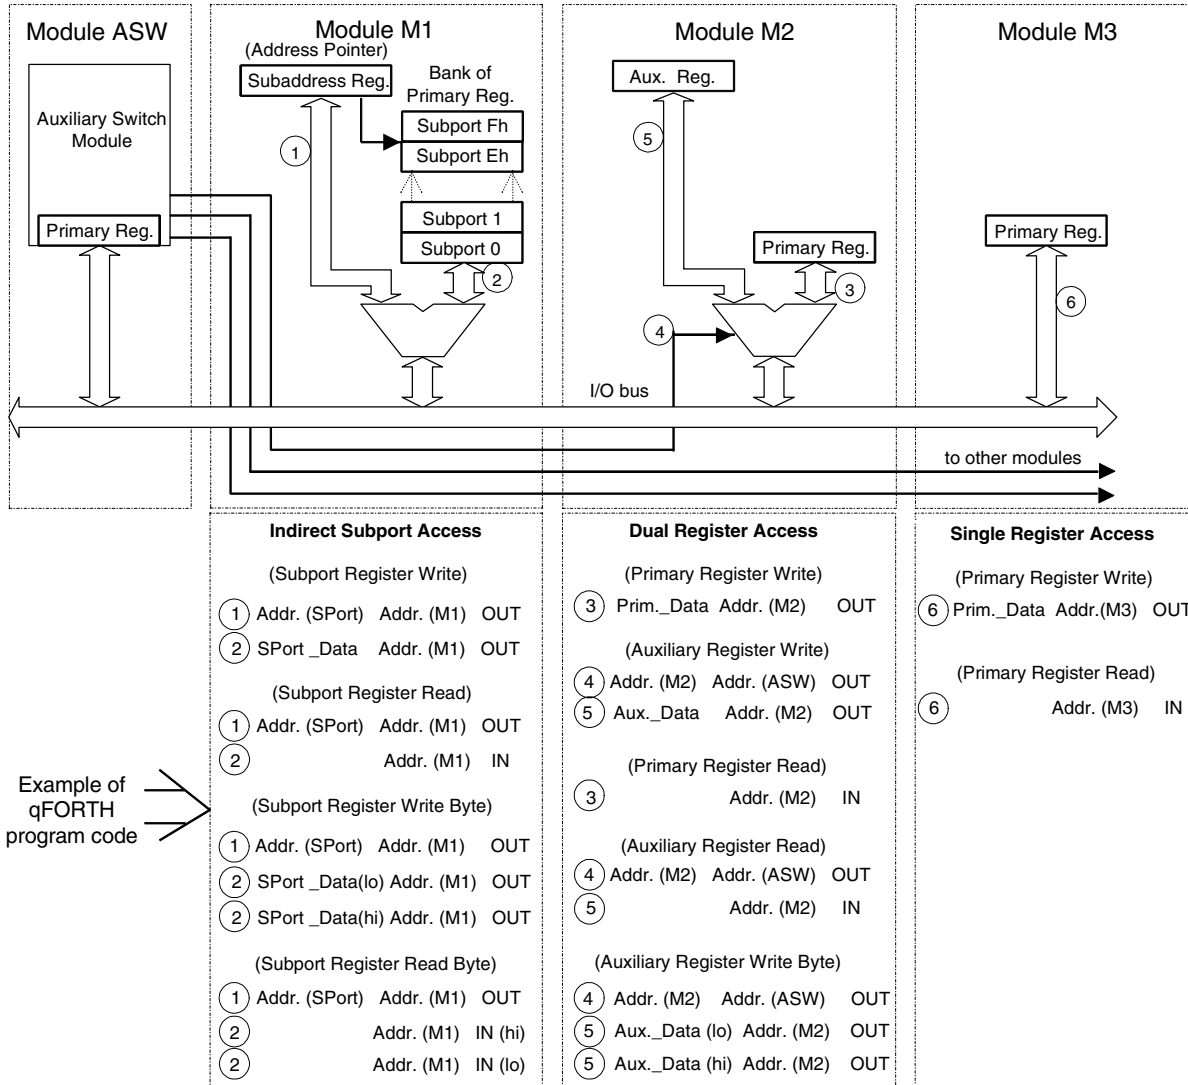 Module ASW
Auxiliary Switch
Module
Primary Reg.
Module M1
(Address Pointer)
Subaddress Reg.
Bank of
Primary Reg.
Subport Fh
Subport Eh
Subport 1
Subport 0
1
2
Module M2
Aux. Reg.
5
Primary Reg.
3
4
Module M3
Primary Reg.
6
I/O bus
to other modules
Example of
qFORTH
program code
Indirect Subport Access
(Subport Register Write)
1 Addr. (SPort) Addr. (M1) OUT
2 SPort _Data Addr. (M1) OUT
(Subport Register Read)
1 Addr. (SPort) Addr. (M1) OUT
2 Addr. (M1) IN
(Subport Register Write Byte)
1 Addr. (SPort) Addr. (M1) OUT
2 SPort _Data(lo) Addr. (M1) OUT
2 SPort _Data(hi) Addr. (M1) OUT
(Subport Register Read Byte)
1 Addr. (SPort) Addr. (M1) OUT
2 Addr. (M1) IN (hi)
2 Addr. (M1) IN (lo)
Dual Register Access
(Primary Register Write)
3 Prim._Data Addr. (M2) OUT
(Auxiliary Register Write)
4 Addr. (M2) Addr. (ASW) OUT
5 Aux._Data Addr. (M2) OUT
(Primary Register Read)
3 Addr. (M2) IN
(Auxiliary Register Read)
4 Addr. (M2) Addr. (ASW) OUT
5 Addr. (M2) IN
(Auxiliary Register Write Byte)
4 Addr. (M2) Addr. (ASW) OUT
5 Aux._Data (lo) Addr. (M2) OUT
5 Aux._Data (hi) Addr. (M2) OUT
Single Register Access
(Primary Register Write)
6 Prim._Data Addr.(M3) OUT
(Primary Register Read)
6 Addr. (M3) IN